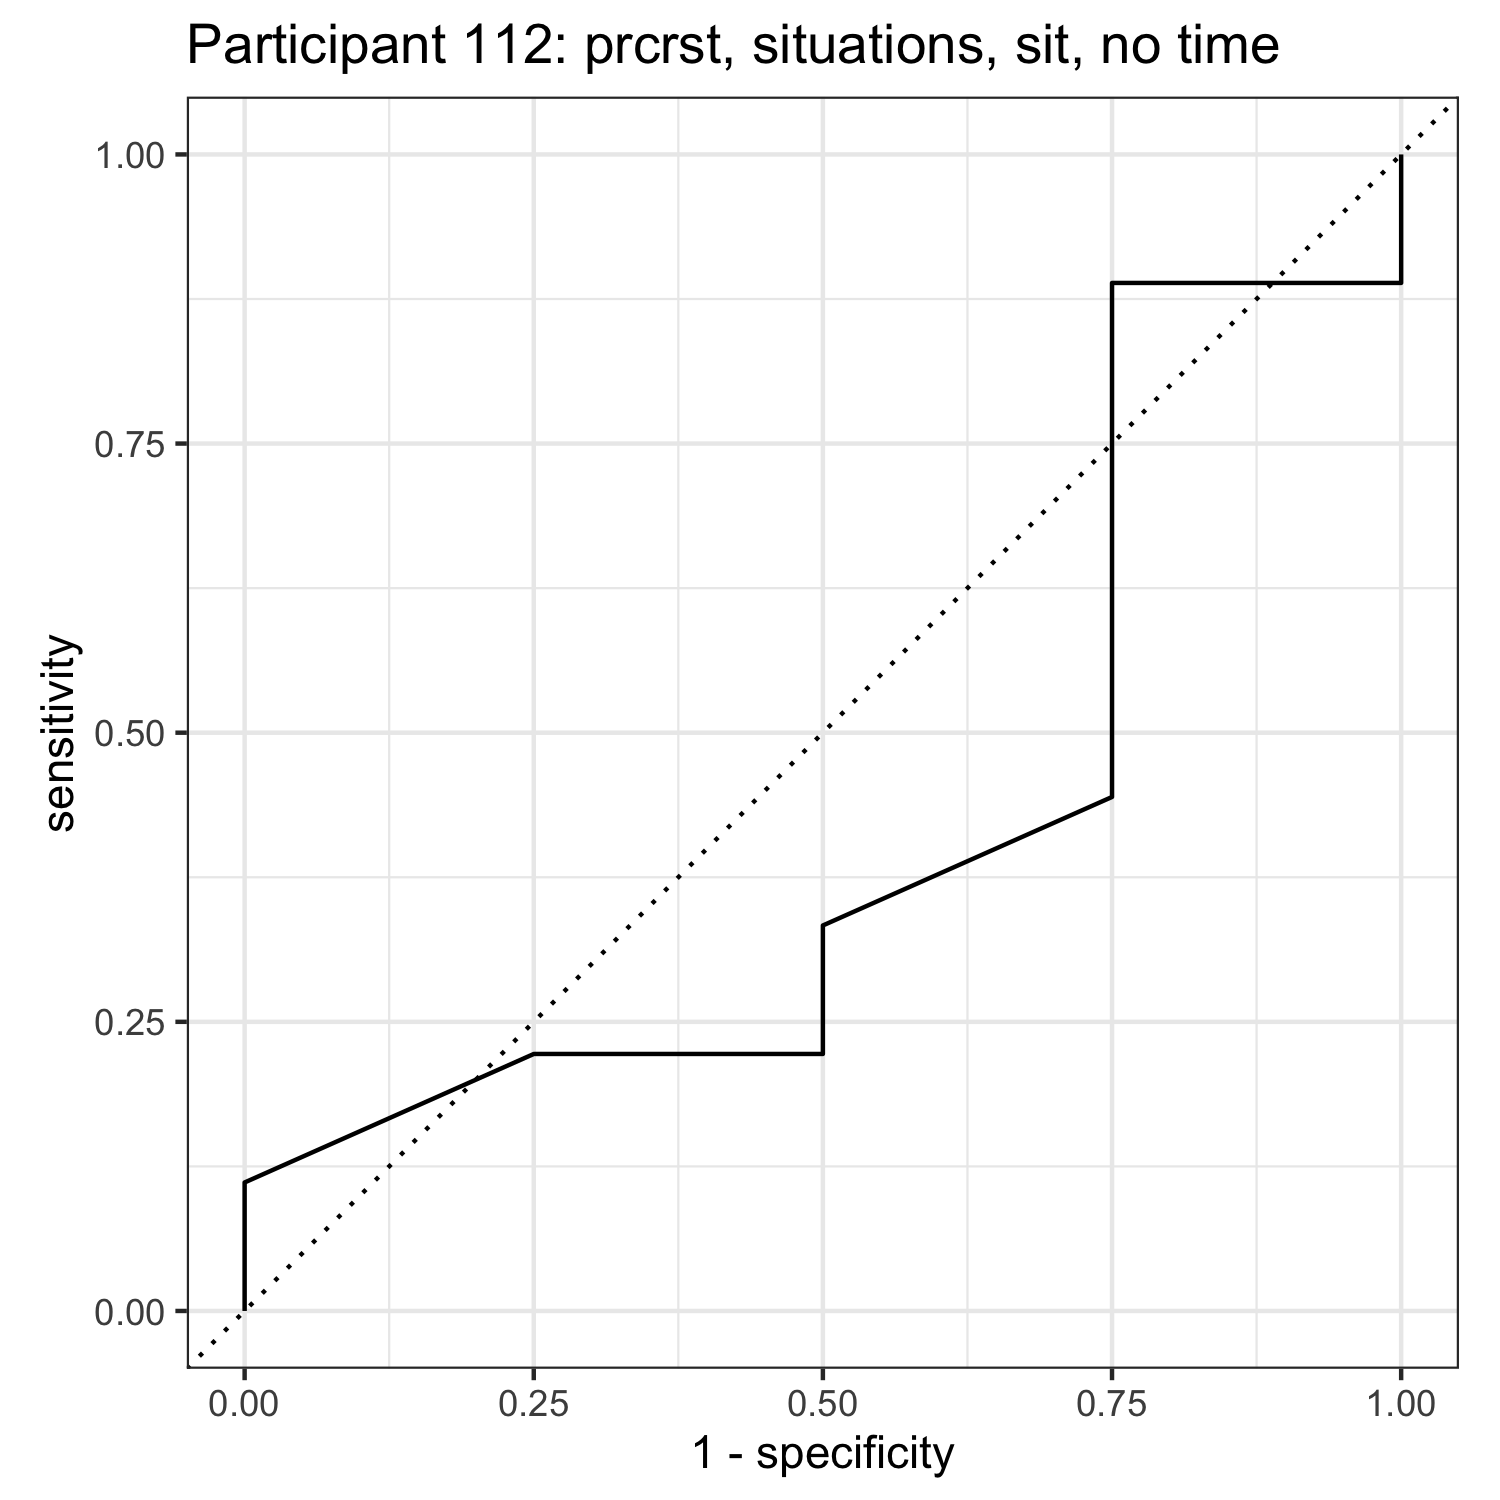 Participant 112: prcrst, situations, sit, no time
1.00
0.75
0.50
0.25
0.00
sensitivity
0.00 0.25 0.50 0.75 1.00
1 - specificity